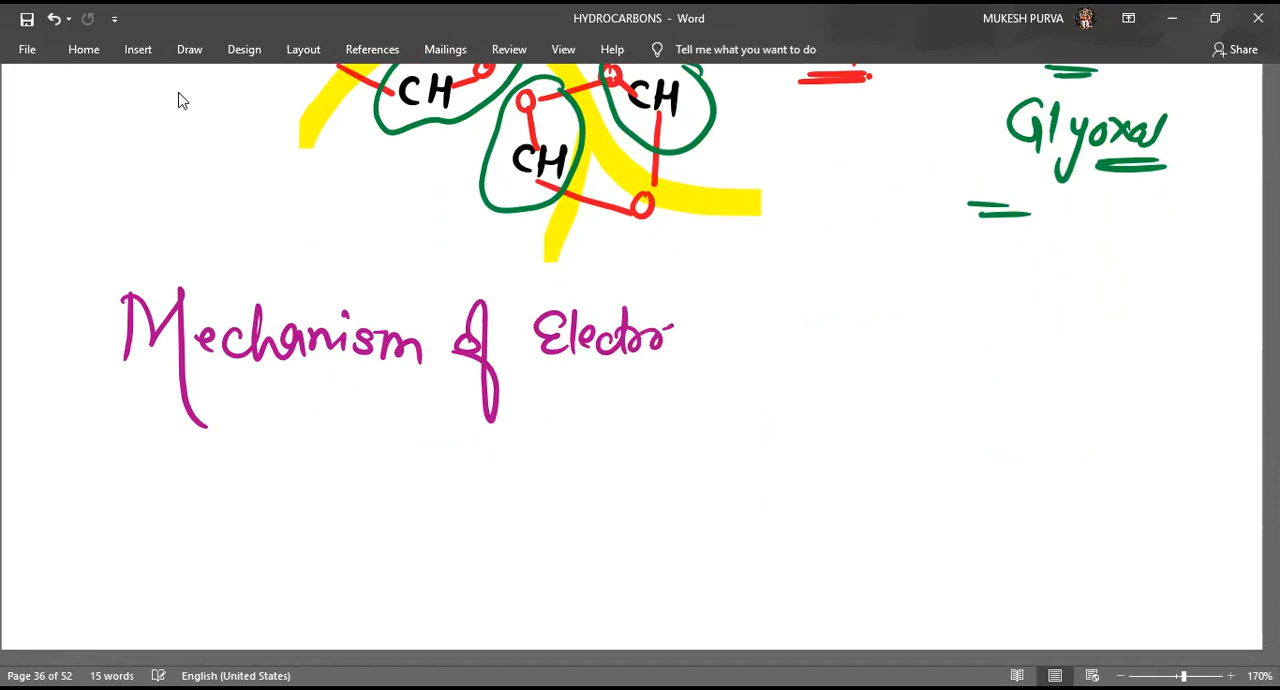 HYDROCARBONS - Word
MUKESH PURVA
File Home Insert Draw Design Layout References Mailings Review View Help Tell me what you want to do Share
CH O O CH
CH O
Glyoxal
Mechanism of Electro
Page 36 of 52 15 words English (United States) 170%